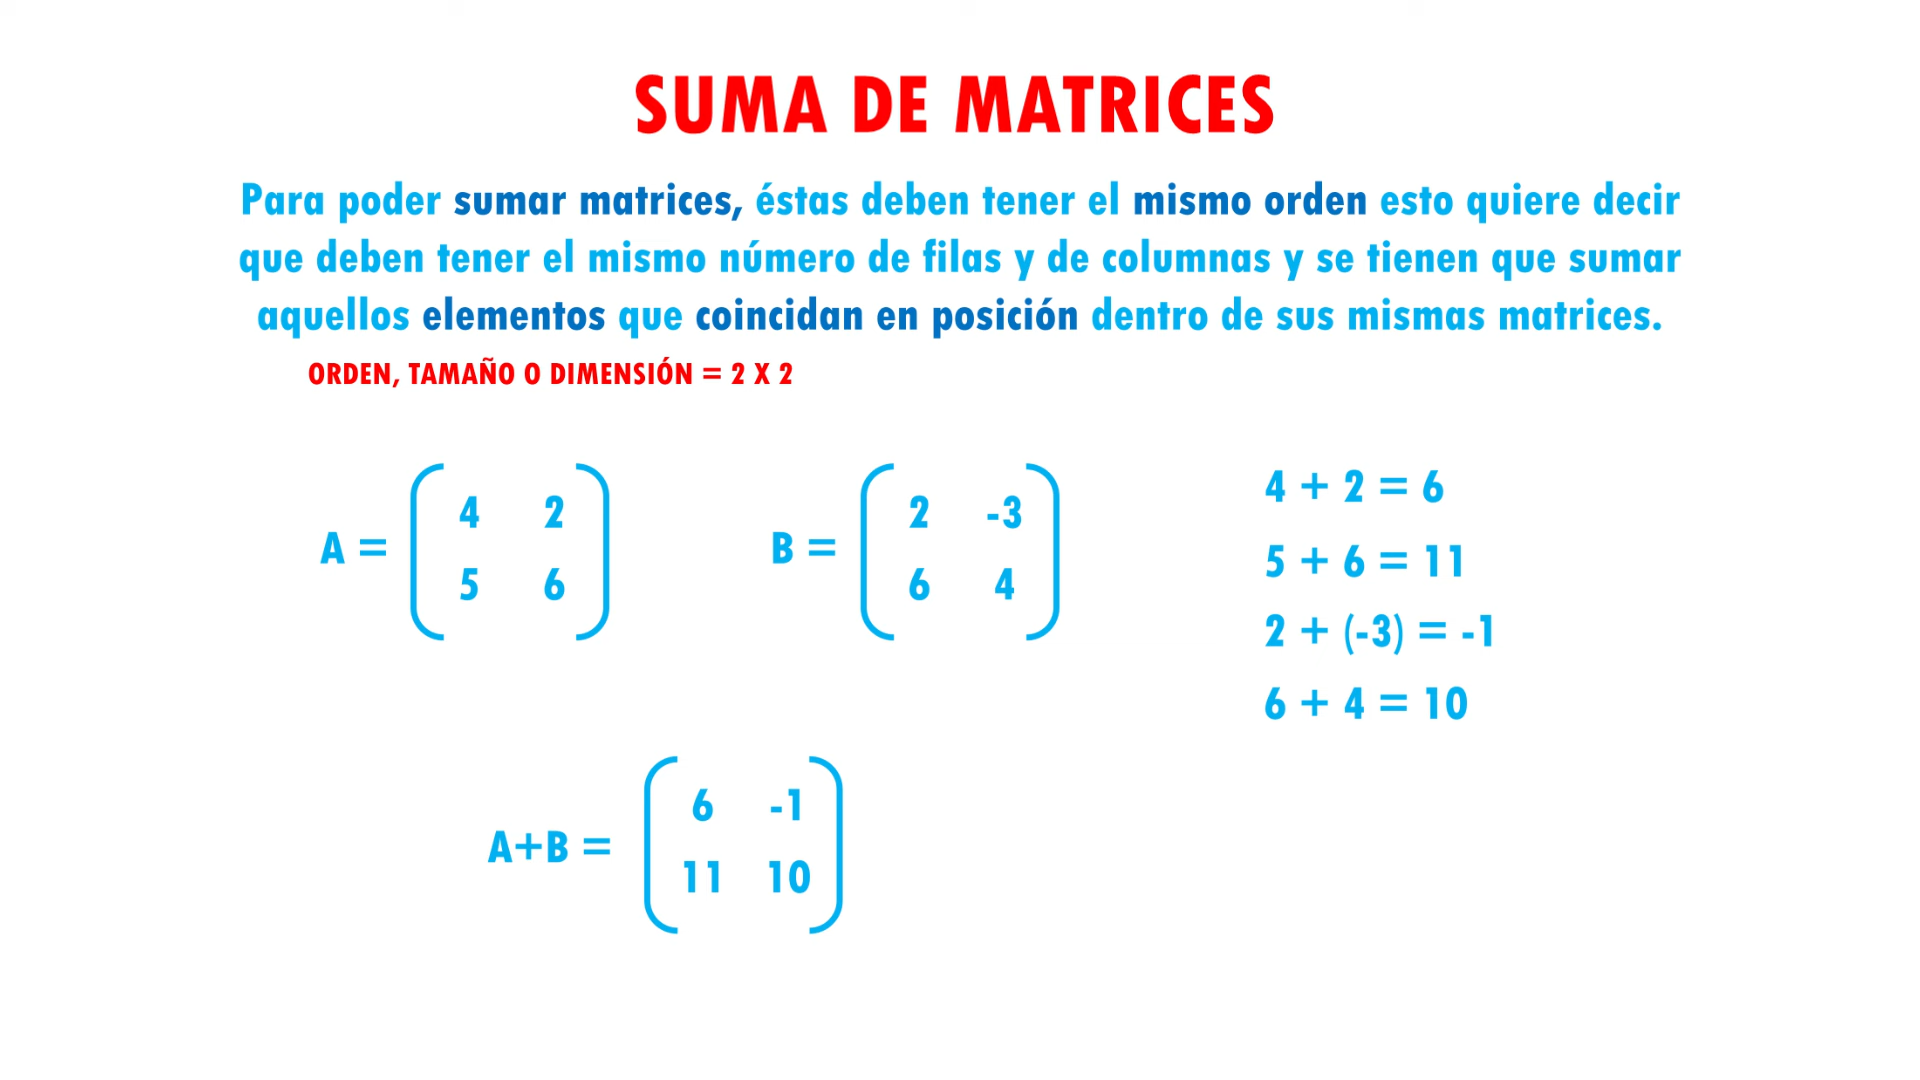 SUMA DE MATRICES
Para poder sumar matrices, éstas deben tener el mismo orden esto quiere decir
que deben tener el mismo número de filas y de columnas y se tienen que sumar
aquellos elementos que coincidan en posición dentro de sus mismas matrices.
ORDEN, TAMAÑO O DIMENSIÓN = 2 X 2
4 2
A =
5 6
2 -3
B =
6 4
4 + 2 = 6
5 + 6 = 11
2 + (-3) = -1
6 + 4 = 10
6 -1
A+B =
11 10